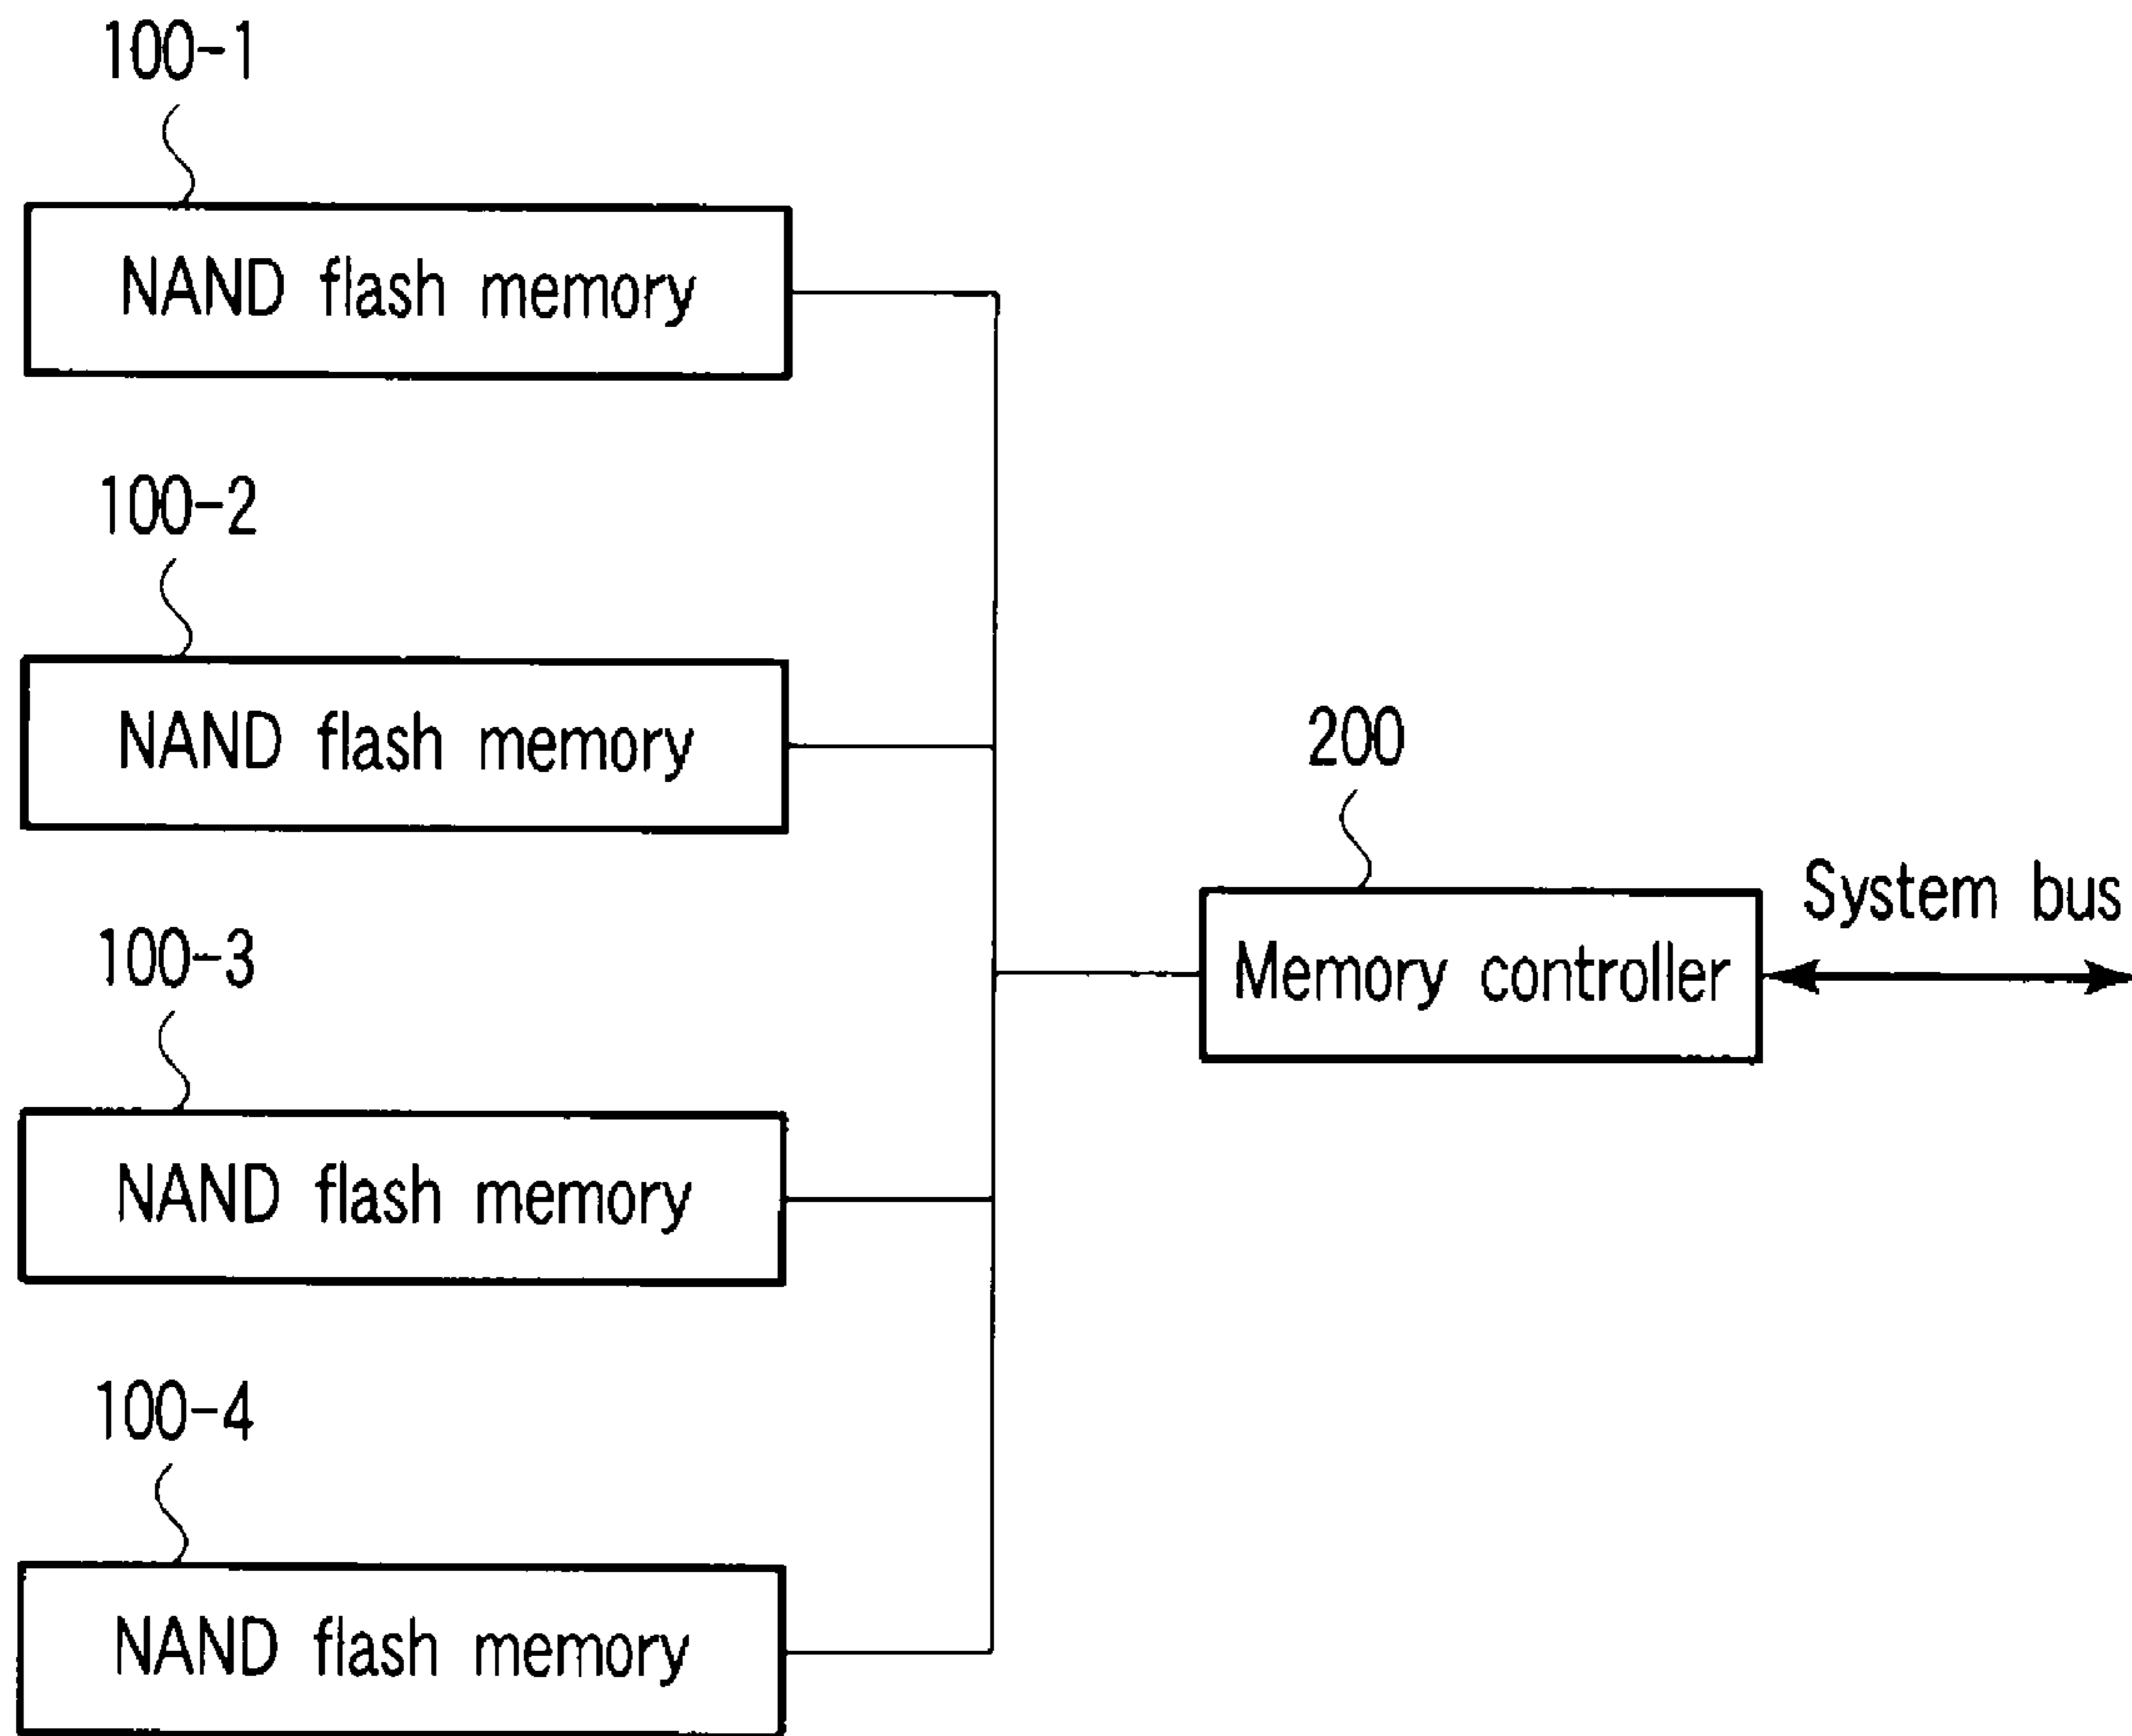 100-1
NAND flash memory
100-2
NAND flash memory
200
System bus
100-3
Memory controller
NAND flash memory
100-4
NAND flash memory